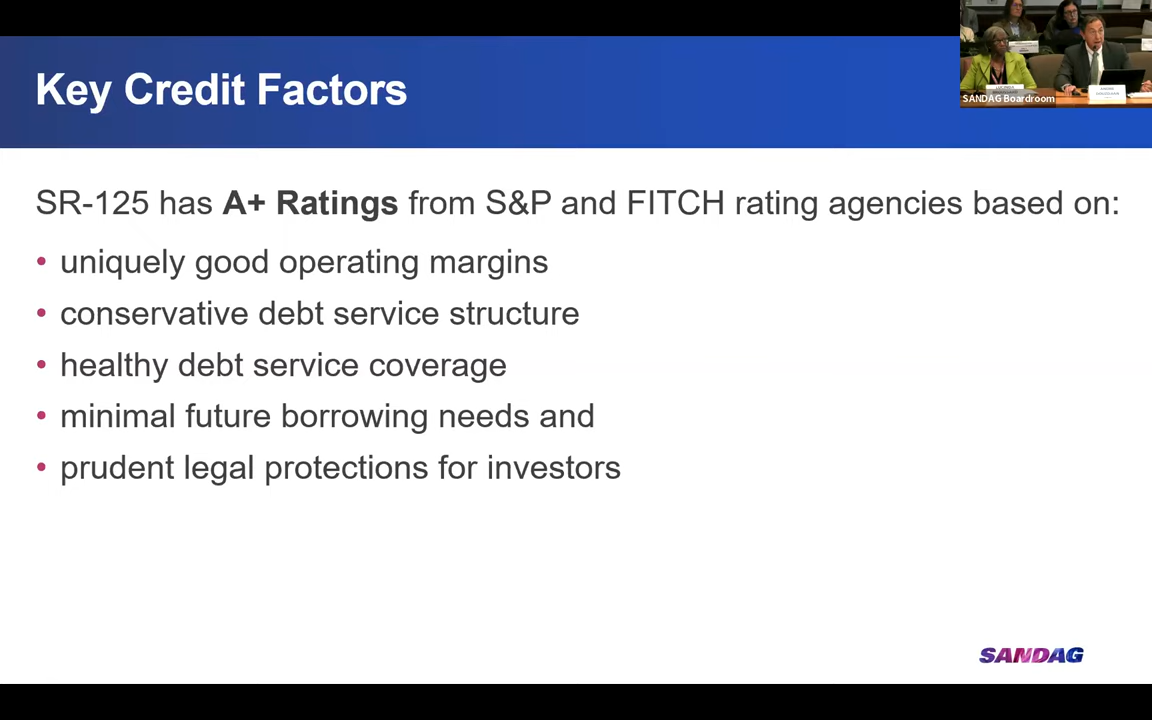 Key Credit Factors
SANDAG Boardroom
SR-125 has A+ Ratings from S&P and FITCH rating agencies based on:
• uniquely good operating margins
• conservative debt service structure
• healthy debt service coverage
• minimal future borrowing needs and
• prudent legal protections for investors
SANDAG